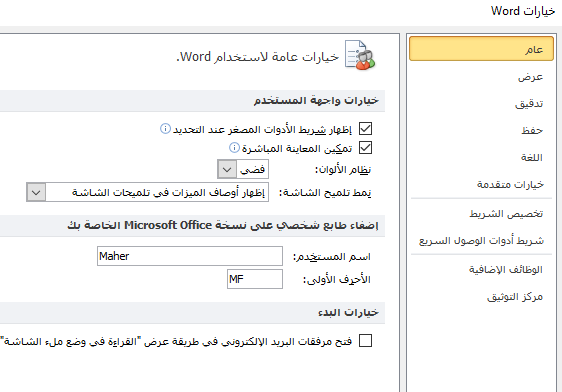 خيارات Word
عام
عرض
تدقيق
حفظ
اللغة
خيارات متقدمة
تخصيص الشريط
شريط أدوات الوصول السريع
الوظائف الإضافية
مركز التوثيق
خيارات عامة لاستخدام Word.
خيارات واجهة المستخدم
إظهار شريط الأدوات المصغر عند التحديد
تمكين المعاينة المباشرة
نظام الألوان: فضي
نمط تلميح الشاشة: إظهار أوصاف الميزات في تلميحات الشاشة
إضفاء طابع شخصي على نسخة Microsoft Office الخاصة بك
اسم المستخدم: Maher
الأحرف الأولى: MF
خيارات البدء
فتح مرفقات البريد الإلكتروني في طريقة عرض "القراءة في وضع ملء الشاشة"